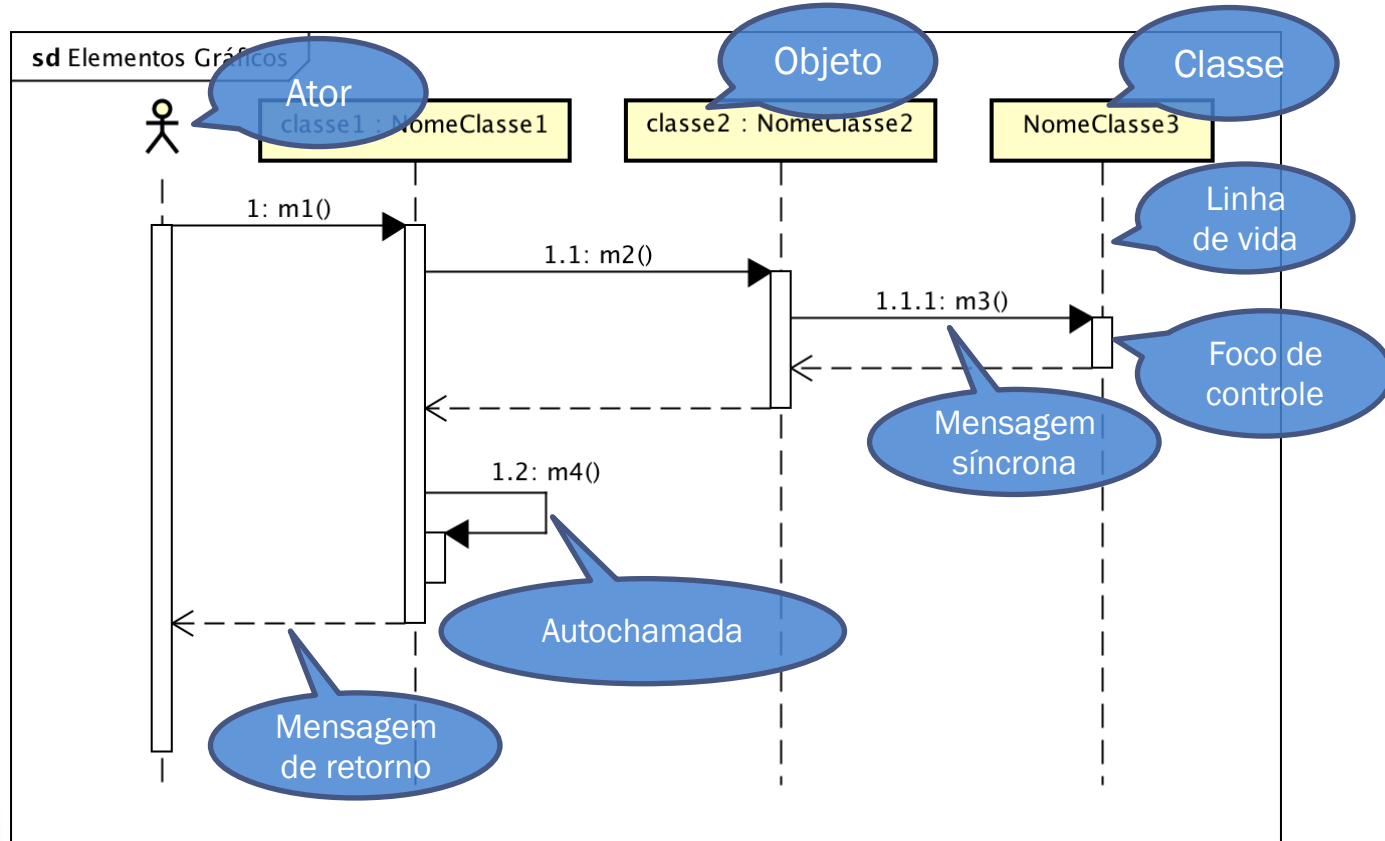 sd Elementos Gráficos
Ator
Objeto
Classe
classe1 : NomeClasse1
classe2 : NomeClasse2
NomeClasse3
1: m1()
Linha
de vida
1.1: m2()
1.1.1: m3()
Foco de
controle
Mensagem
síncrona
1.2: m4()
Autochamada
Mensagem
de retorno